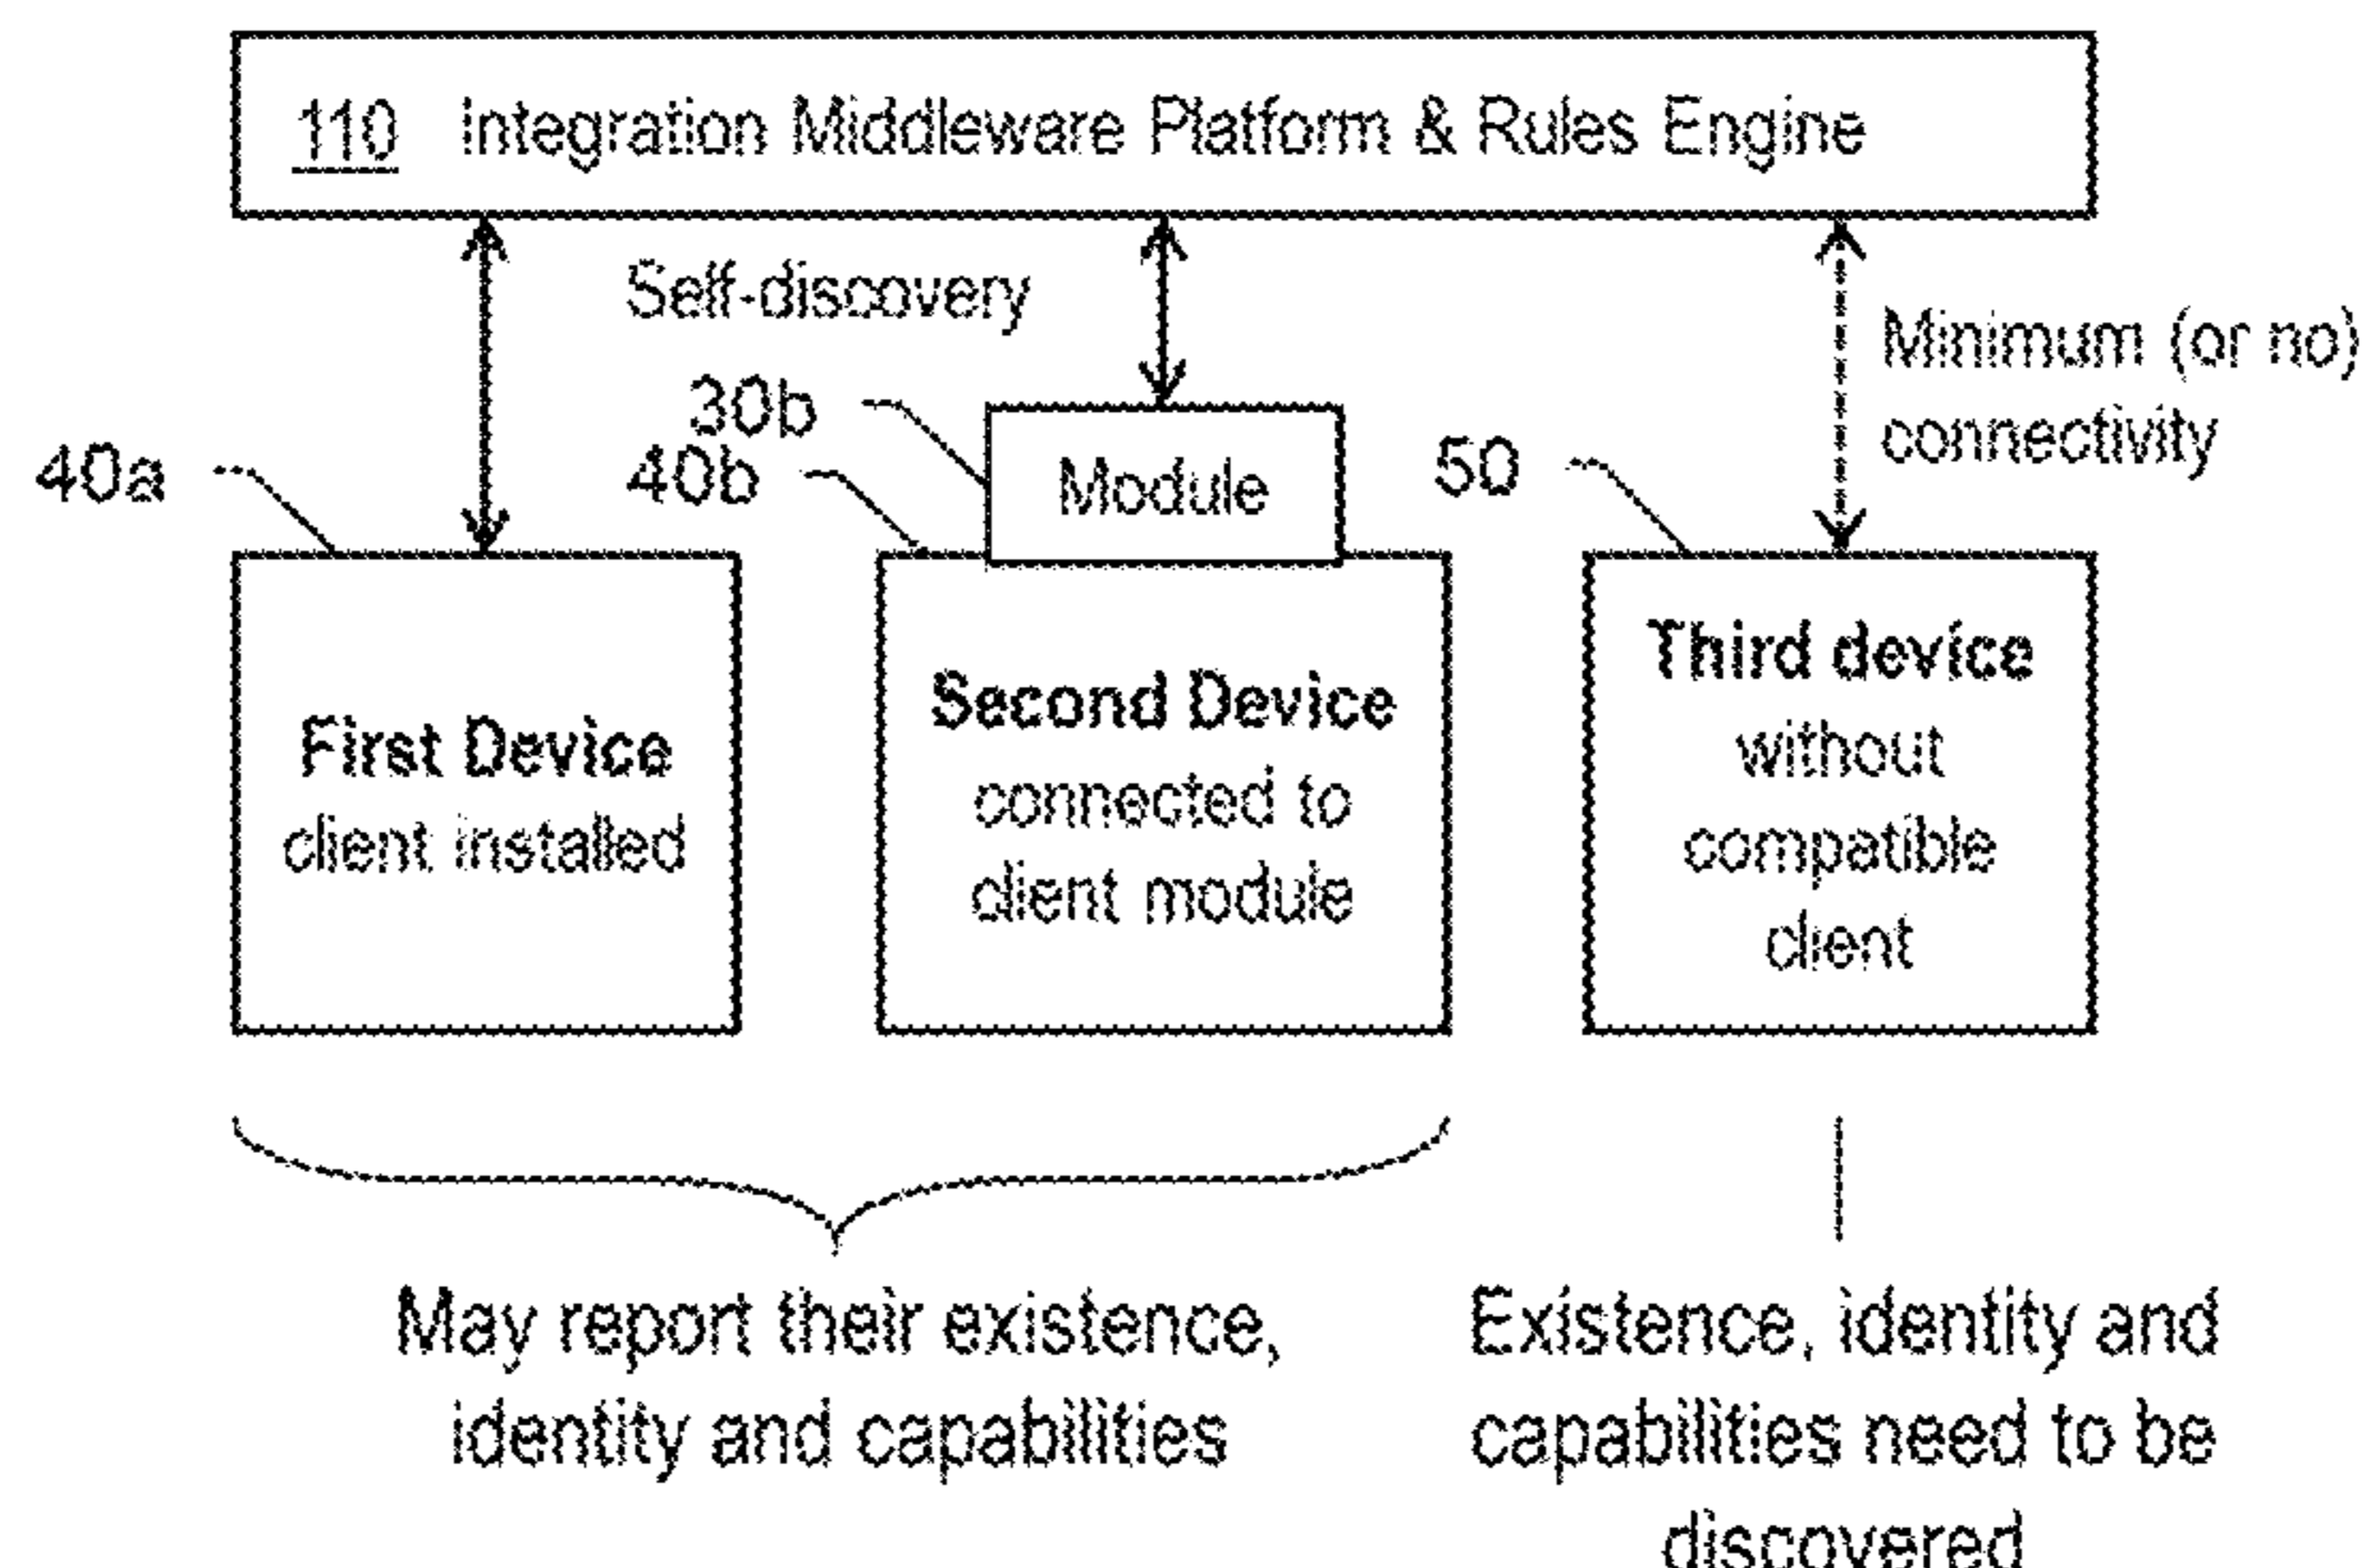 110 Integration Middleware Platform & Rules Engine
Self-discovery
Minimum (or no)
connectivity
30b
40a
40b
50
Module
First Device
client installed
Second Device
connected to
client module
Third device
without
compatible
client
May report their existence,
identity and capabilities
Existence, identity and
capabilities need to be
discovered